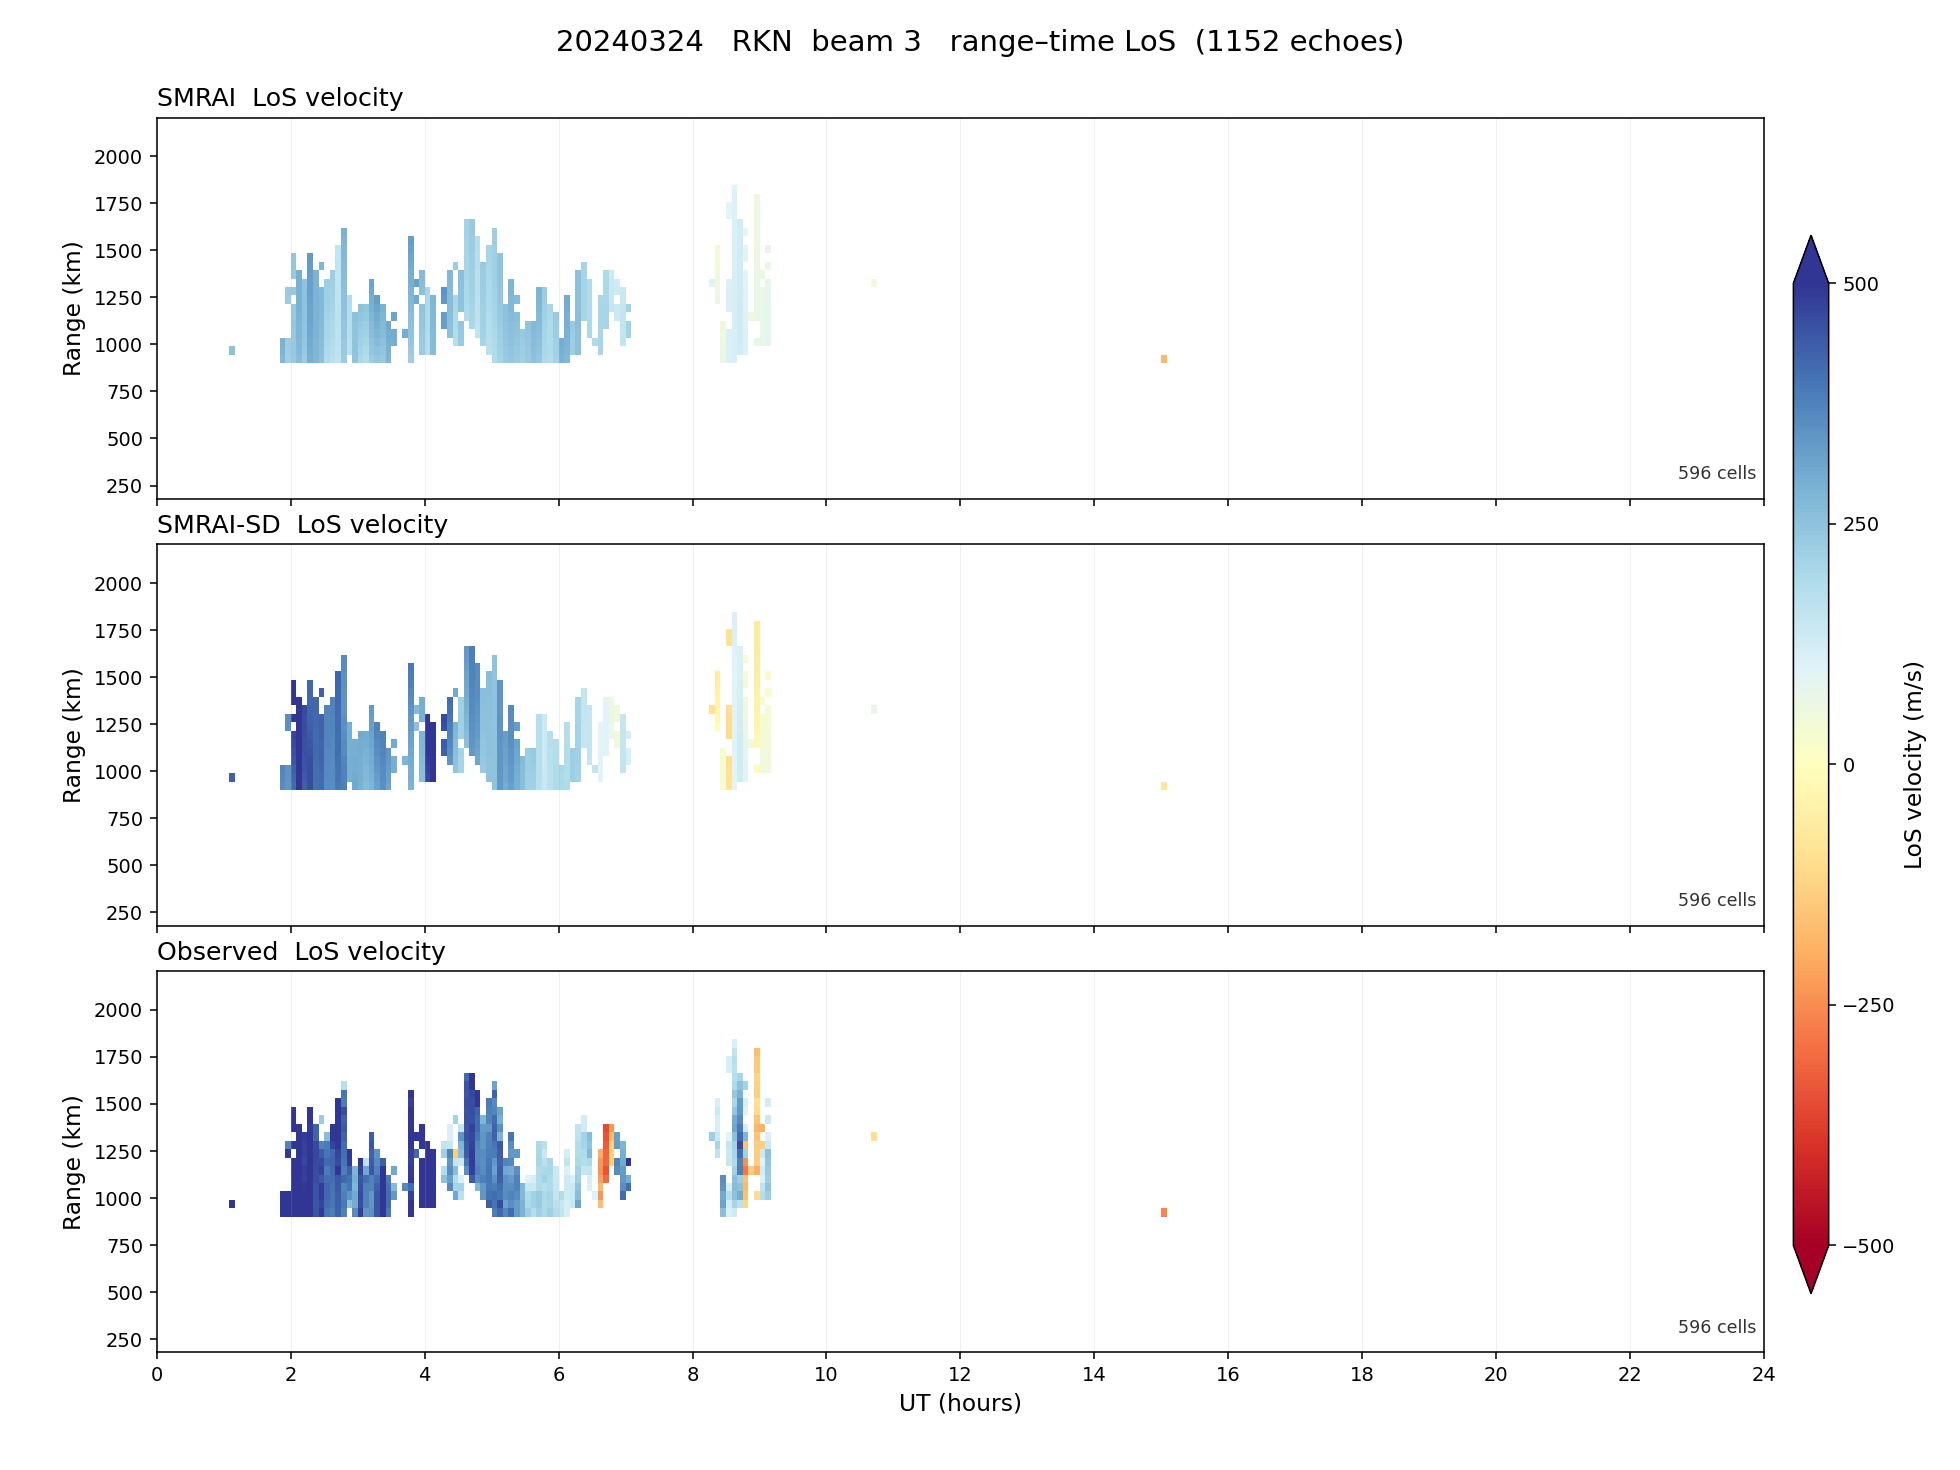 20240324   RKN  beam 3   range–time LoS  (1152 echoes)
SMRAI  LoS velocity
2000
1750
1500
1250
1000
750
500
250
Range (km)
596 cells
SMRAI-SD  LoS velocity
2000
1750
1500
1250
1000
750
500
250
Range (km)
596 cells
Observed  LoS velocity
2000
1750
1500
1250
1000
750
500
250
Range (km)
596 cells
0 2 4 6 8 10 12 14 16 18 20 22 24
UT (hours)
500
250
0
−250
−500
LoS velocity (m/s)